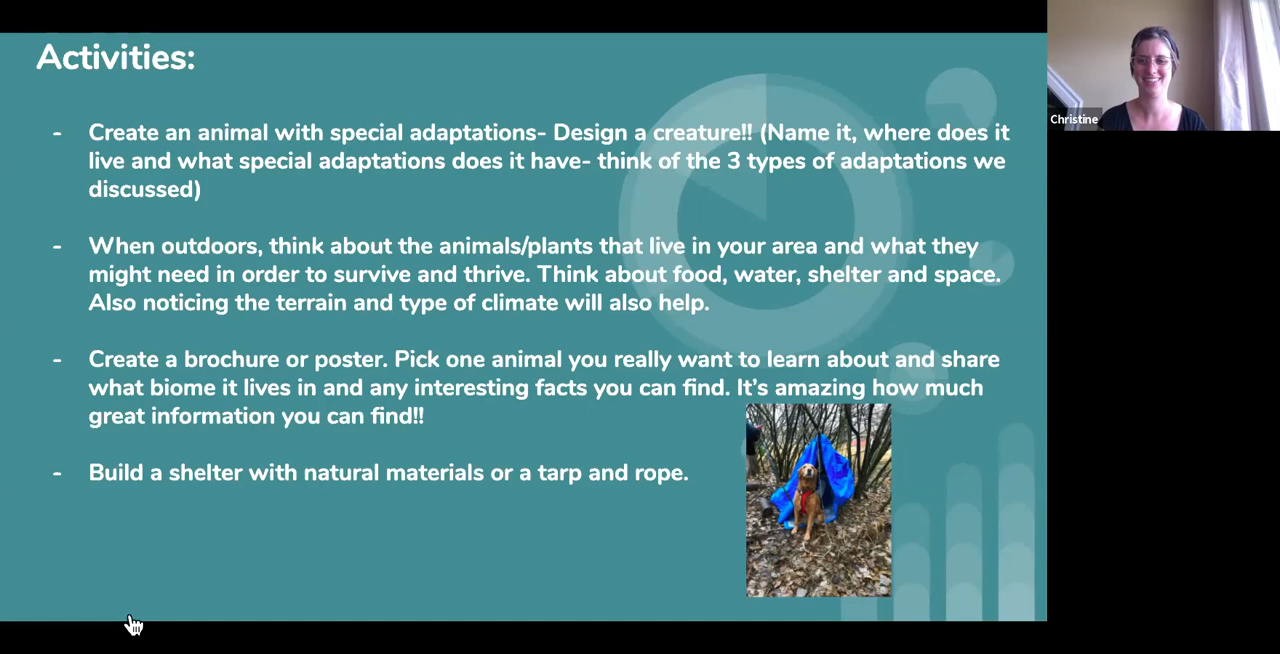 Activities:
- Create an animal with special adaptations- Design a creature!! (Name it, where does it
live and what special adaptations does it have- think of the 3 types of adaptations we
discussed)
- When outdoors, think about the animals/plants that live in your area and what they
might need in order to survive and thrive. Think about food, water, shelter and space.
Also noticing the terrain and type of climate will also help.
- Create a brochure or poster. Pick one animal you really want to learn about and share
what biome it lives in and any interesting facts you can find. It's amazing how much
great information you can find!!
- Build a shelter with natural materials or a tarp and rope.
Christine